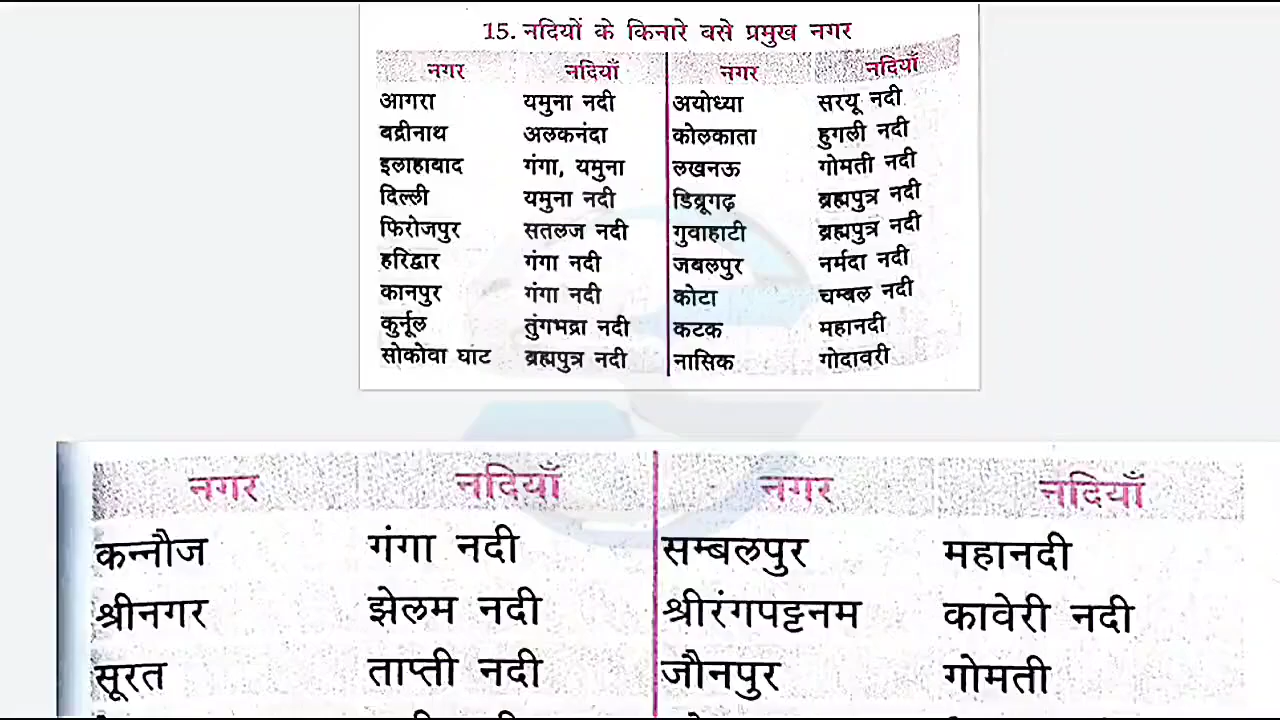 15. नदियों के किनारे बसे प्रमुख नगर
नगर नदियाँ नगर नदियाँ
आगरा यमुना नदी अयोध्या सरयू नदी
बद्रीनाथ अलकनंदा कोलकाता हुगली नदी
इलाहाबाद गंगा, यमुना लखनऊ गोमती नदी
दिल्ली यमुना नदी डिब्रूगढ़ ब्रह्मपुत्र नदी
फिरोजपुर सतलज नदी गुवाहाटी ब्रह्मपुत्र नदी
हरिद्वार गंगा नदी जबलपुर नर्मदा नदी
कानपुर गंगा नदी कोटा चम्बल नदी
कुर्नूल तुंगभद्रा नदी कटक महानदी
सोकोवा घाट ब्रह्मपुत्र नदी नासिक गोदावरी
नगर नदियाँ नगर नदियाँ
कन्नौज गंगा नदी सम्बलपुर महानदी
श्रीनगर झेलम नदी श्रीरंगपट्टनम कावेरी नदी
सूरत ताप्ती नदी जौनपुर गोमती